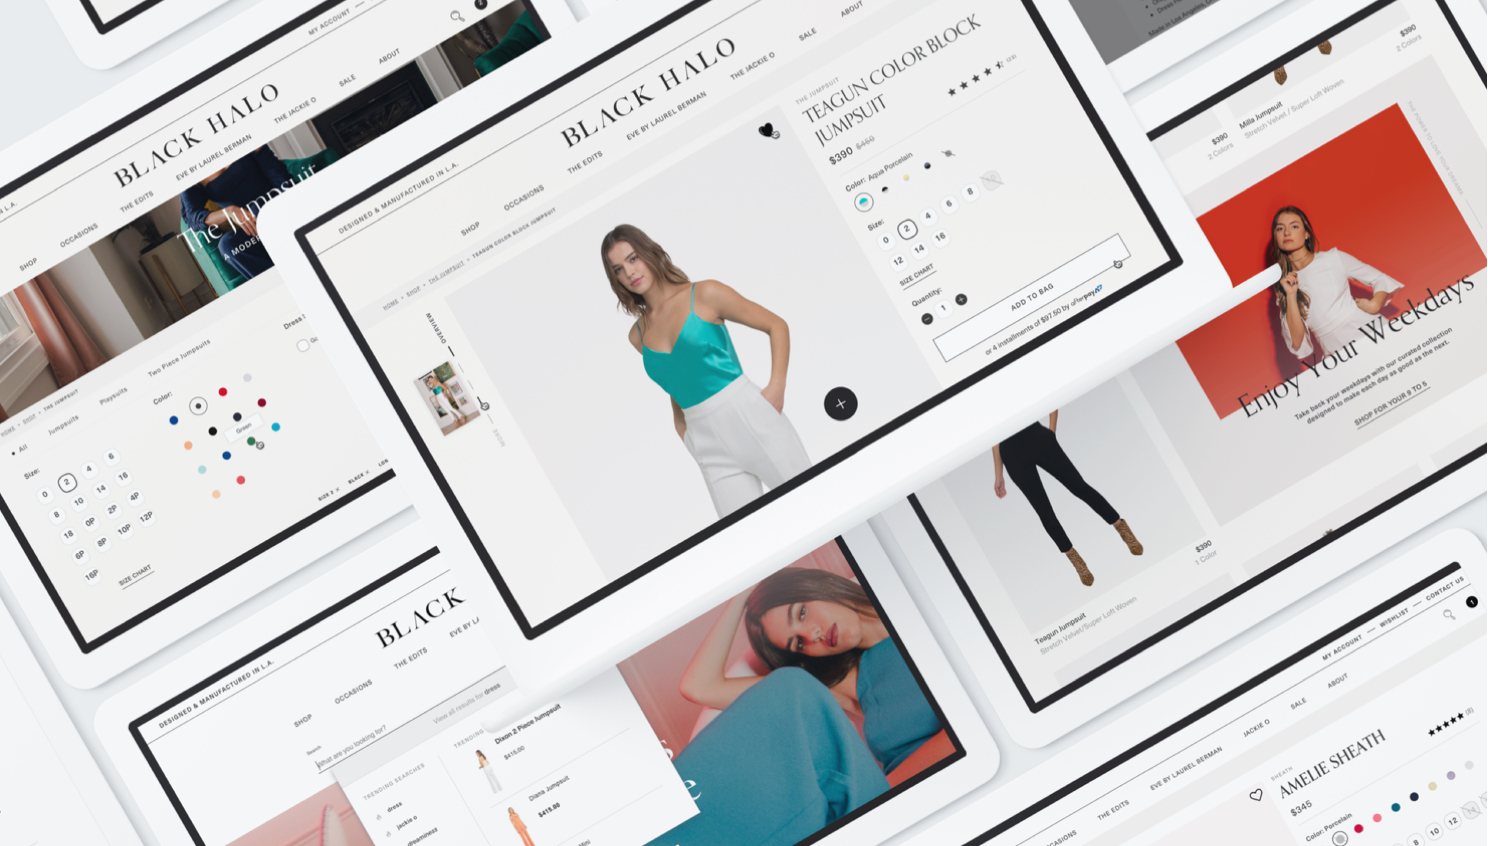 MY ACCOUNT —
BLACK HALO
IN L.A.
SHOP
OCCASIONS
THE EDITS
EVE BY LAUREL BERMAN
THE JACKIE O
SALE
ABOUT
The Jumpsuit
A MODER
HOME • SHOP • THE JUMPSUIT
• All
Jumpsuits
Playsuits
Two Piece Jumpsuits
Dress
Size:
0
2
4
6
8
10
14
16
18
0P
2P
4P
6P
8P
10P
12P
16P
SIZE CHART
Color:
Green
SIZE 2 ×
BLACK ×
DESIGNED & MANUFACTURED IN L.A.
BLACK HALO
SHOP
OCCASIONS
THE EDITS
EVE BY LAUREL BERMAN
THE JACKIE O
SALE
ABOUT
HOME • SHOP • THE JUMPSUIT • TEAGUN COLOR BLOCK JUMPSUIT
OVERVIEW
THE JUMPSUIT
TEAGUN COLOR BLOCK
JUMPSUIT
$390 $450
Color: Aqua Porcelain
Size:
0
2
4
6
8
12
14
16
SIZE CHART
Quantity:
− 1 +
ADD TO BAG
or 4 installments of $97.50 by afterpay
+
Made in Los Angeles,
$390
2 Colors
$390
2 Colors
Milla Jumpsuit
Stretch Velvet / Super Loft Woven
Enjoy Your Weekdays
Take back your weekdays with our curated collection
designed to make each day as good as the next.
SHOP FOR YOUR 9 TO 5
$390
1 Color
Teagun Jumpsuit
Stretch Velvet/Super Loft Woven
DESIGNED & MANUFACTURED IN L.A.
BLACK
SHOP
OCCASIONS
THE EDITS
EVE BY L
Search
What are you looking for?
View all results for dress
TRENDING SEARCHES
dress
jackie o
dreaminess
TRENDING
Dixon 2 Piece Jumpsuit
$415.00
Diana Jumpsuit
$415.00
MY ACCOUNT — WISHLIST — CONTACT US
1
OCCASIONS
THE EDITS
EVE BY LAUREL BERMAN
JACKIE O
SALE
ABOUT
SHEATH
AMELIE SHEATH
(8)
$345
Color: Porcelain
8
10
12